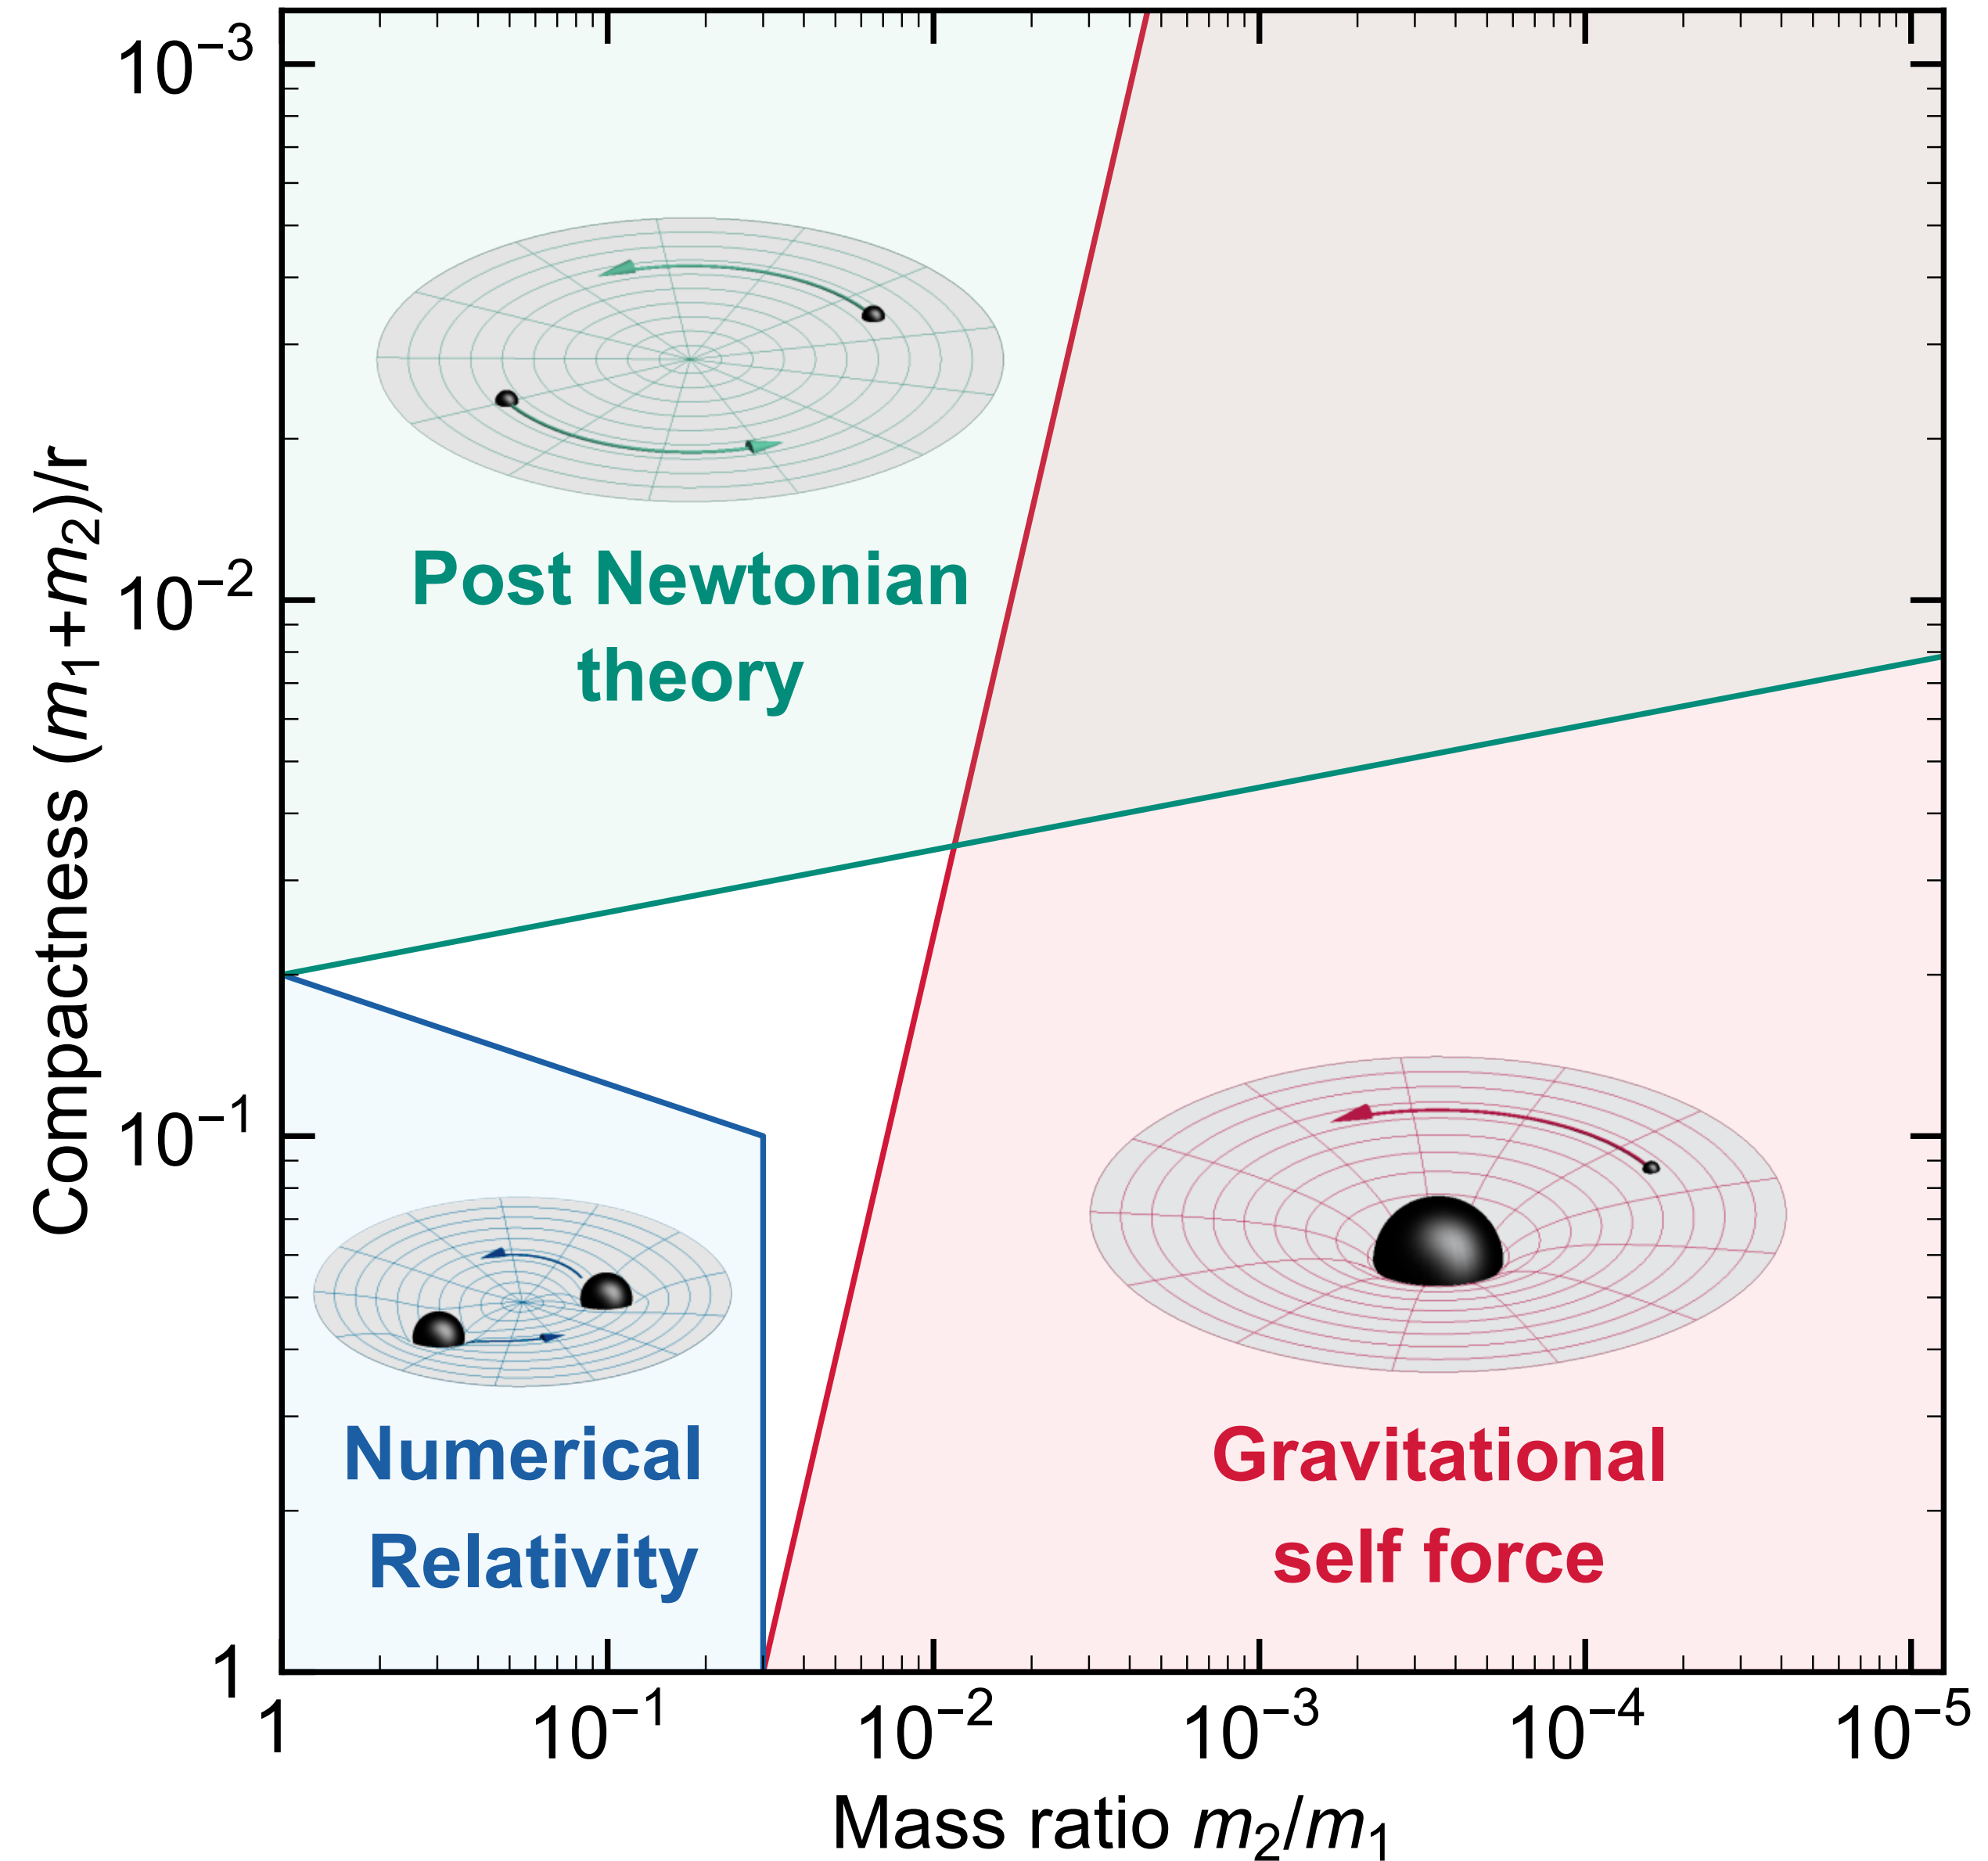 Compactness (m₁+m₂)/r
10⁻³
10⁻²
10⁻¹
1
Post Newtonian
theory
Numerical
Relativity
Gravitational
self force
1
10⁻¹
10⁻²
10⁻³
10⁻⁴
10⁻⁵
Mass ratio m₂/m₁